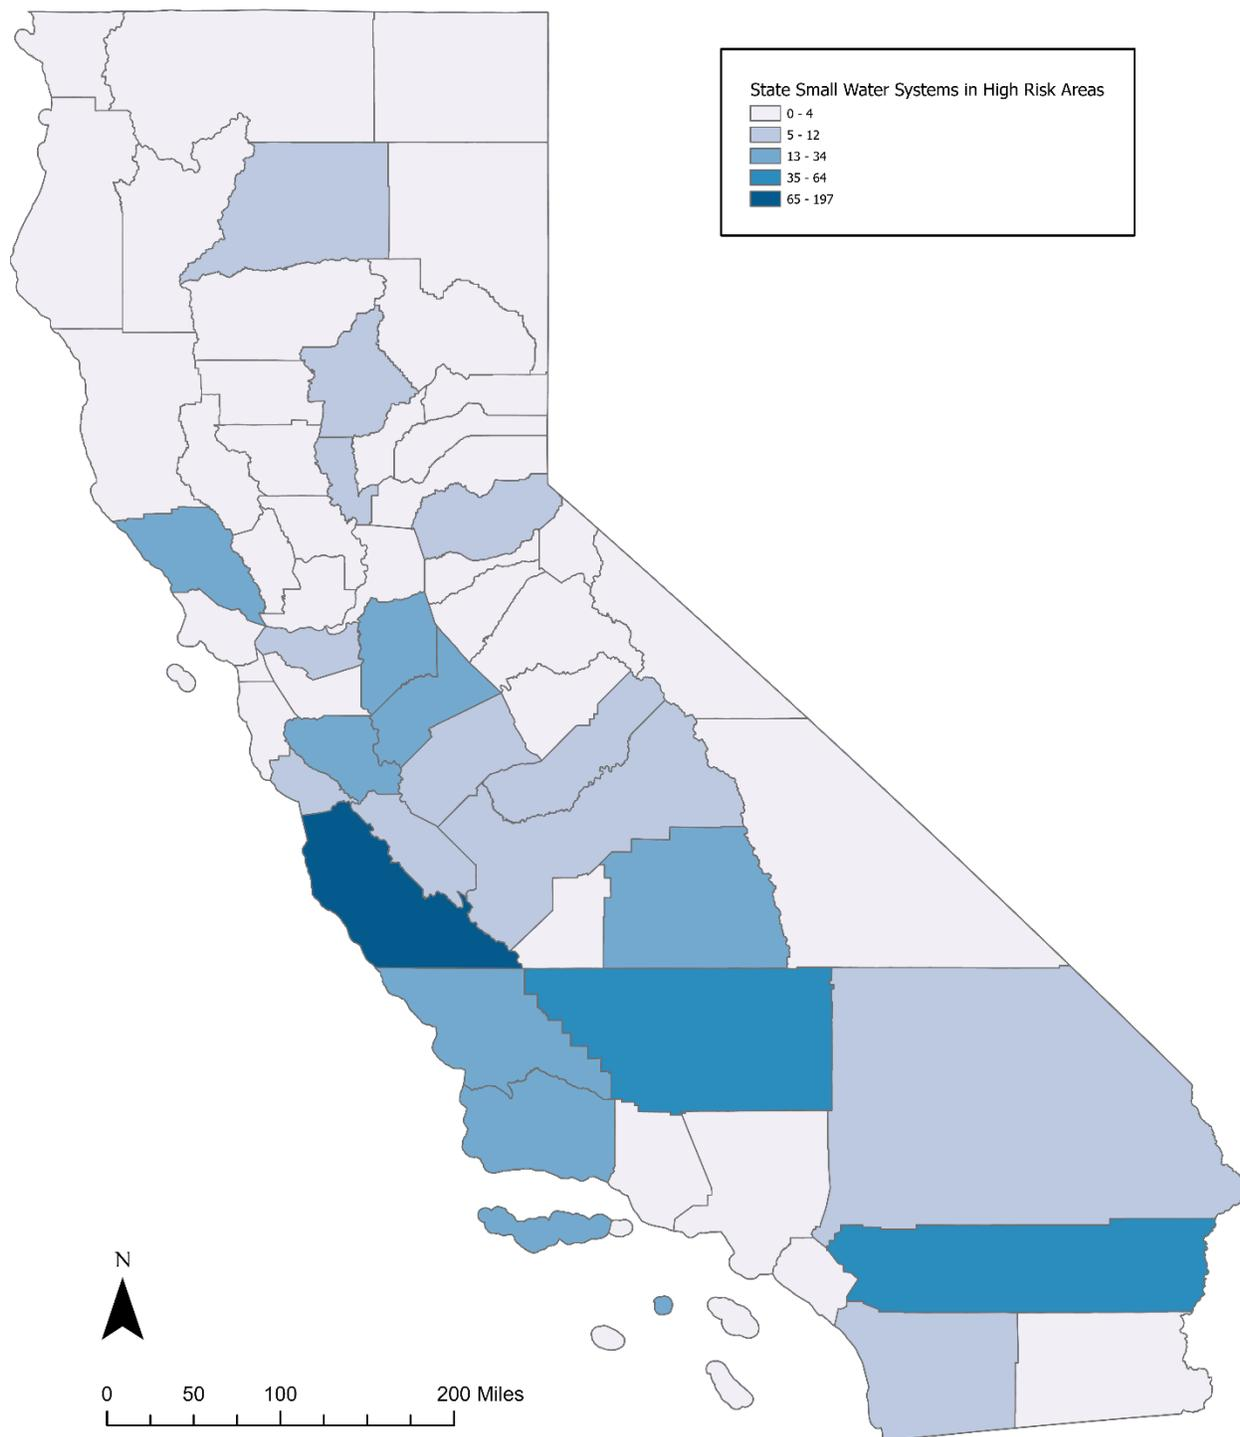 State Small Water Systems in High Risk Areas
0 - 4
5 - 12
13 - 34
35 - 64
65 - 197
N
0 50 100 200 Miles